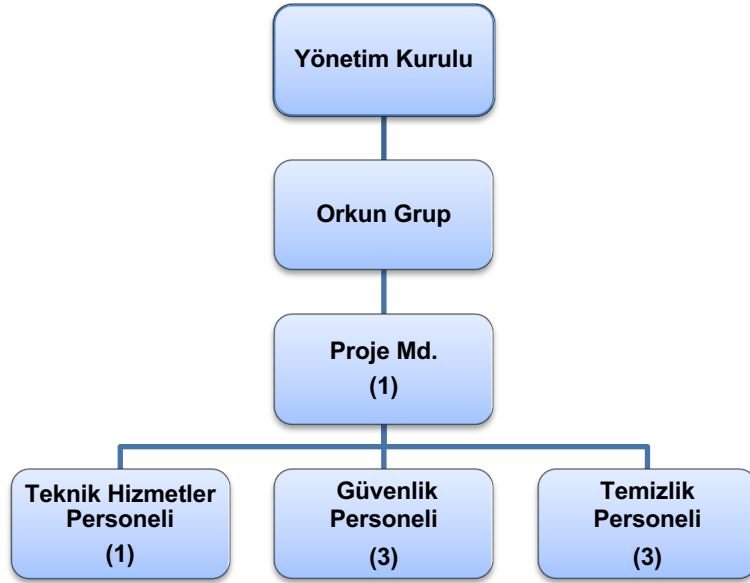 Yönetim Kurulu
Orkun Grup
Proje Md.
(1)
Teknik Hizmetler
Personeli
(1)
Güvenlik
Personeli
(3)
Temizlik
Personeli
(3)